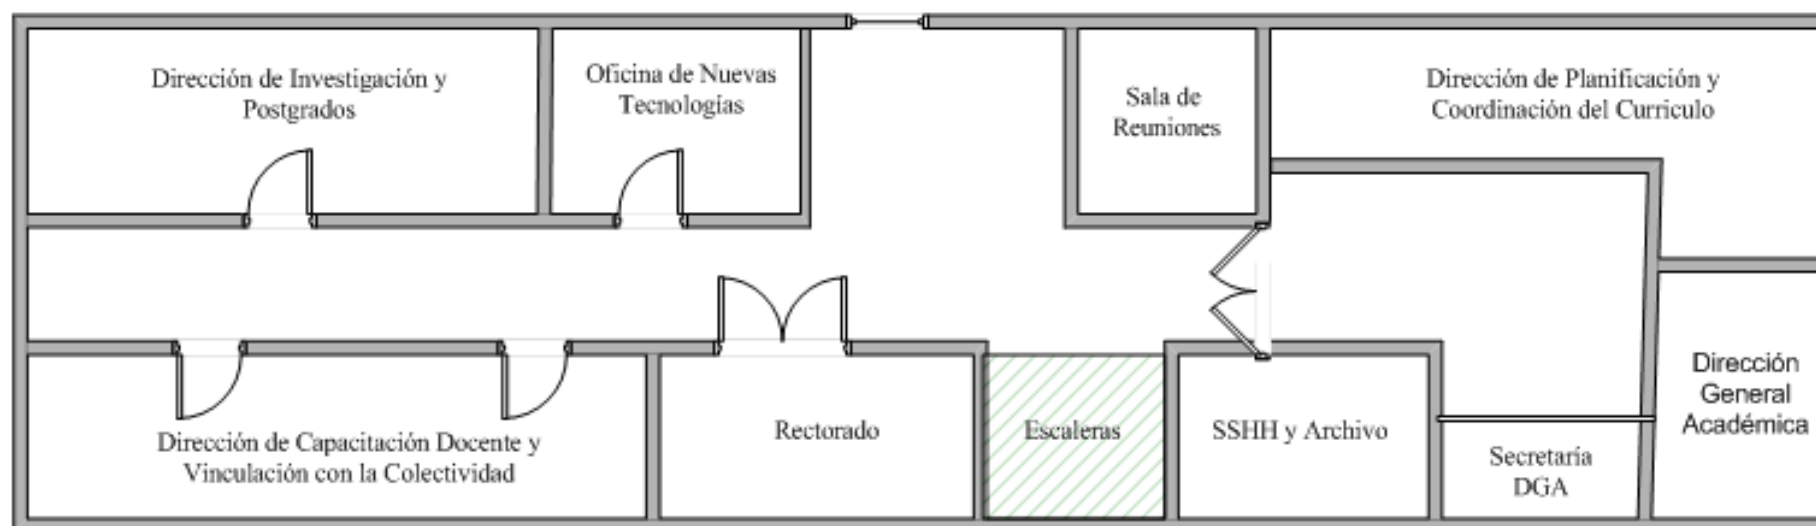 Dirección de Investigación y
Postgrados
Oficina de Nuevas
Tecnologías
Sala de
Reuniones
Dirección de Planificación y
Coordinación del Curriculo
Dirección de Capacitación Docente y
Vinculación con la Colectividad
Rectorado
Escaleras
SSHH y Archivo
Secretaria
DGA
Dirección
General
Académica